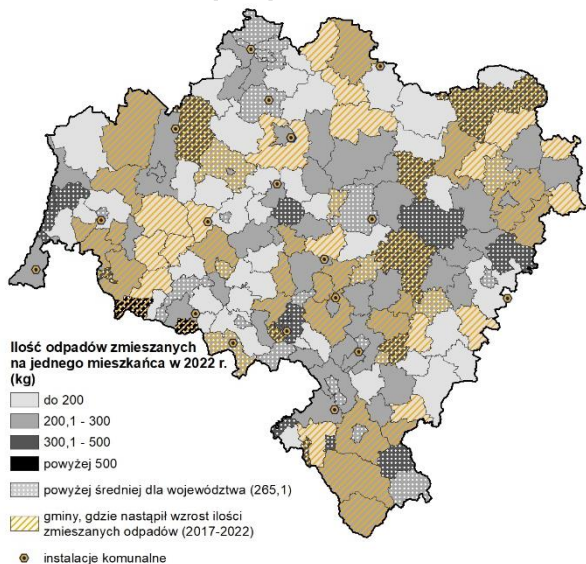 Ilość odpadów zmieszanych
na jednego mieszkańca w 2022 r.
(kg)
do 200
200,1 - 300
300,1 - 500
powyżej 500
powyżej średniej dla województwa (265,1)
gminy, gdzie nastąpił wzrost ilości
zmieszanych odpadów (2017-2022)
instalacje komunalne